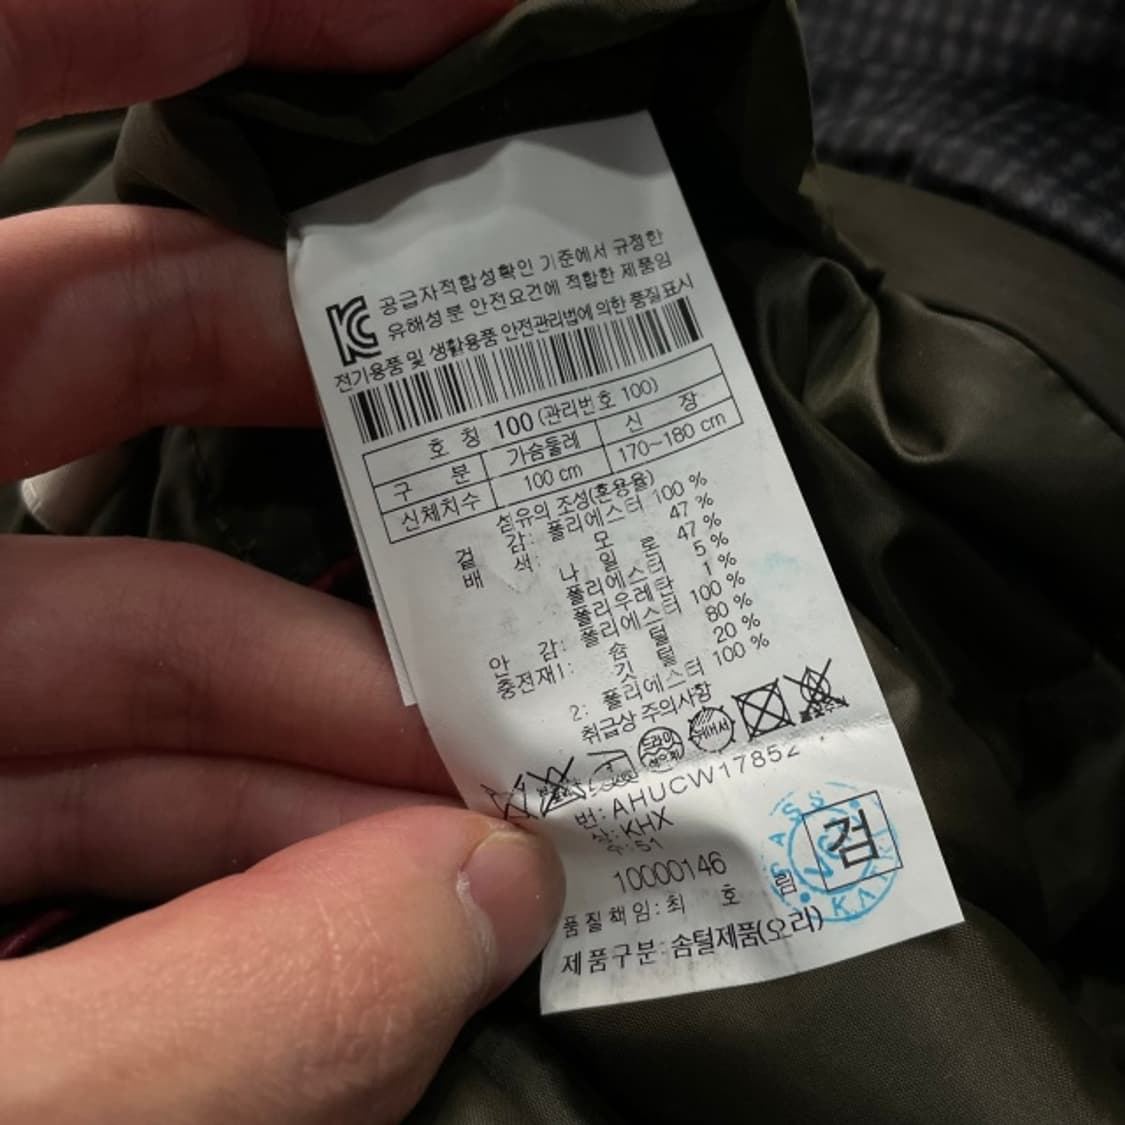 공급자적합성확인 기준에서 규정한
유해성분 안전요건에 적합한 제품임
전기용품 및 생활용품 안전관리법에 의한 품질표시
호 칭 100 (관리번호 100)
구 분 가슴둘레 신 장
신체치수 100 cm 170~180 cm
섬유의 조성(혼용율)
겉 감: 폴리에스터 100 %
배 색: 모 47 %
나 일 론 47 %
폴리에스터 5 %
폴리우레탄 1 %
안 감: 폴리에스터 100 %
충전재1: 솜 털 80 %
깃 털 20 %
2: 폴리에스터 100 %
취급상 주의사항
드라이
번: AHUCW17852
상: KHX
수: 51
10000146
검
품질책임: 최 호 림
제품구분: 솜털제품(오리)